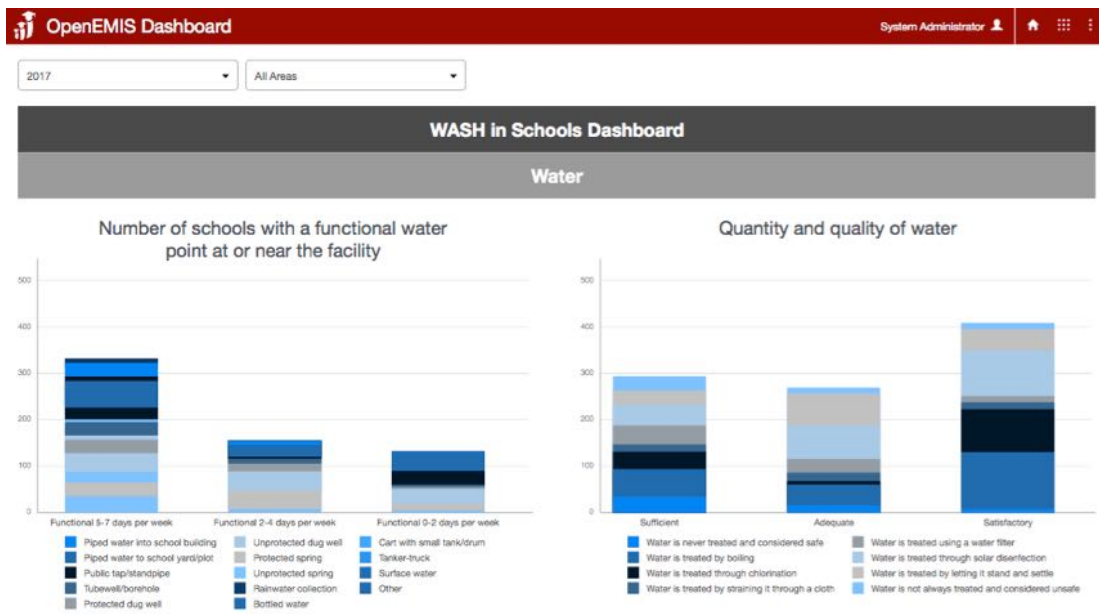 OpenEMIS Dashboard
System Administrator
2017
All Areas
WASH in Schools Dashboard
Water
Number of schools with a functional water
point at or near the facility
500
400
300
200
100
0
Functional 5-7 days per week
Functional 2-4 days per week
Functional 0-2 days per week
Piped water into school building
Piped water to school yard/plot
Public tap/standpipe
Tubewell/borehole
Protected dug well
Unprotected dug well
Protected spring
Unprotected spring
Rainwater collection
Bottled water
Cart with small tank/drum
Tanker-truck
Surface water
Other
Quantity and quality of water
500
400
300
200
100
0
Sufficient
Adequate
Satisfactory
Water is never treated and considered safe
Water is treated by boiling
Water is treated through chlorination
Water is treated by straining it through a cloth
Water is treated using a water filter
Water is treated through solar disenfection
Water is treated by letting it stand and settle
Water is not always treated and considered unsafe